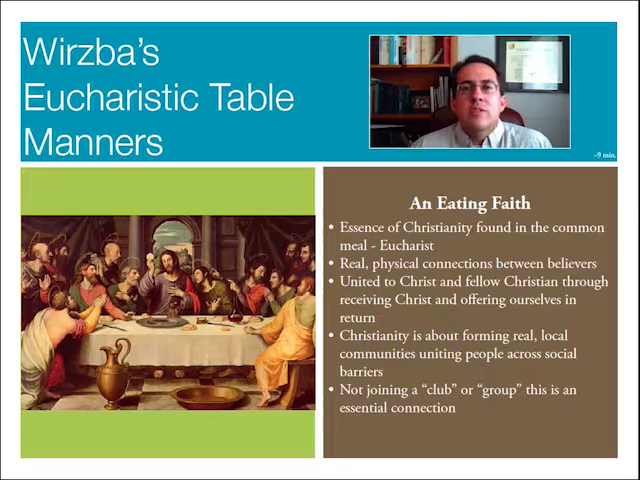 Wirzba's
Eucharistic Table
Manners
~9 min.
An Eating Faith
• Essence of Christianity found in the common
meal - Eucharist
• Real, physical connections between believers
• United to Christ and fellow Christian through
receiving Christ and offering ourselves in
return
• Christianity is about forming real, local
communities uniting people across social
barriers
• Not joining a “club” or “group” this is an
essential connection